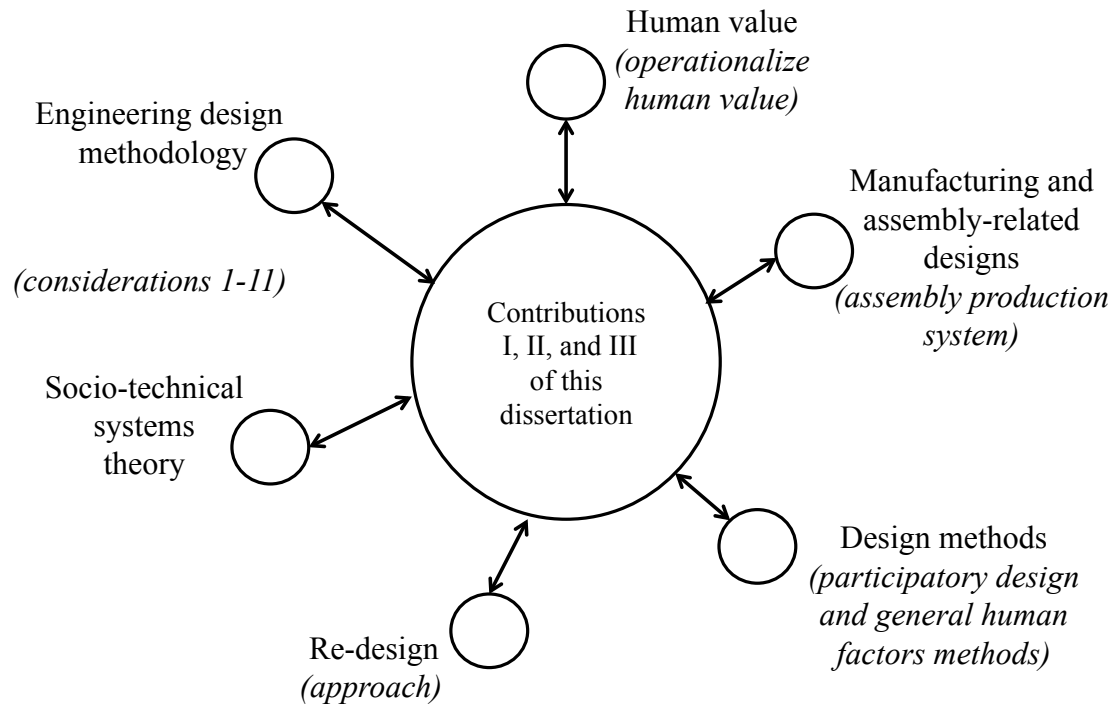 Human value
(operationalize
human value)
Engineering design
methodology
(considerations 1-11)
Manufacturing and
assembly-related
designs
(assembly production
system)
Contributions
I, II, and III
of this
dissertation
Socio-technical
systems
theory
Design methods
(participatory design
and general human
factors methods)
Re-design
(approach)